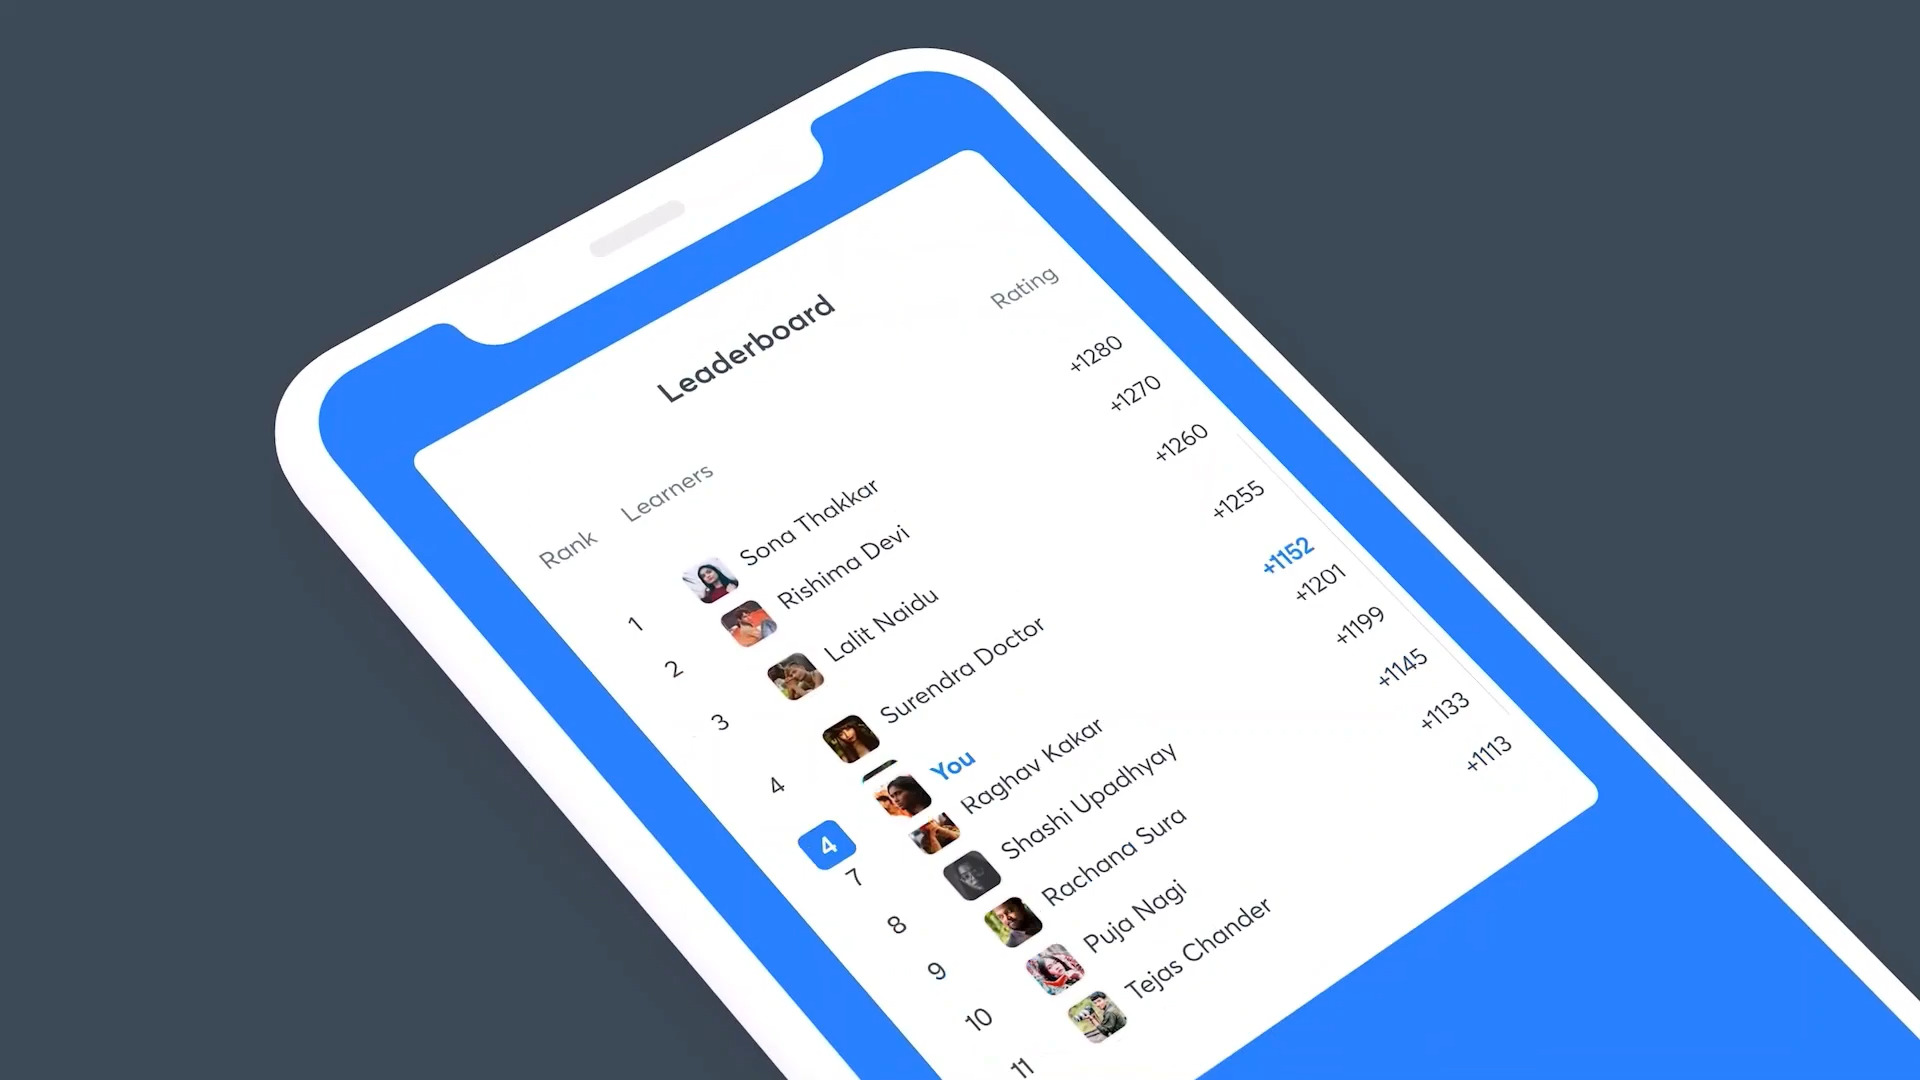 Leaderboard
Rank Learners Rating
1 Sona Thakkar +1280
2 Rishima Devi +1270
3 Lalit Naidu +1260
4 Surendra Doctor +1255
4 You +1152
7 Raghav Kakar +1201
8 Shashi Upadhyay +1199
9 Rachana Sura +1145
10 Puja Nagi +1133
11 Tejas Chander +1113